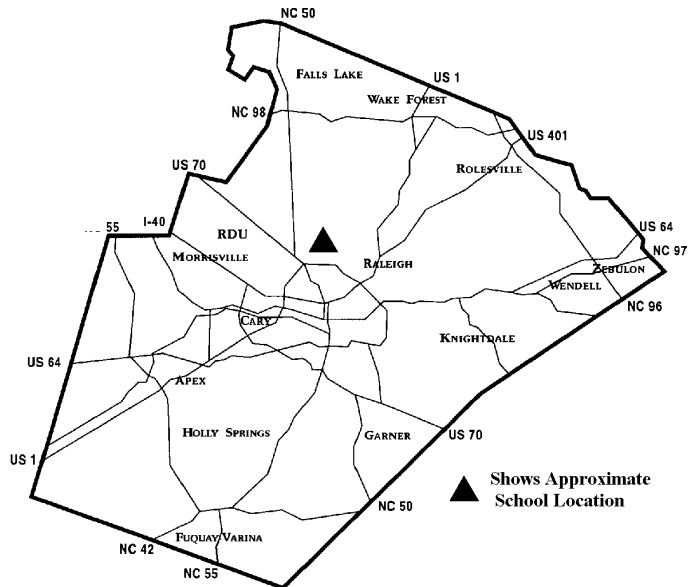 NC 50
FALLS LAKE
US 1
WAKE FOREST
NC 98
US 401
US 70
ROLESVILLE
55
I-40
RDU
US 64
MORRISVILLE
RALEIGH
NC 97
ZEBULON
WENDELL
NC 96
CARY
KNIGHTDALE
US 64
APEX
HOLLY SPRINGS
GARNER
US 70
US 1
Shows Approximate
School Location
NC 50
FUQUAY VARINA
NC 42
NC 55